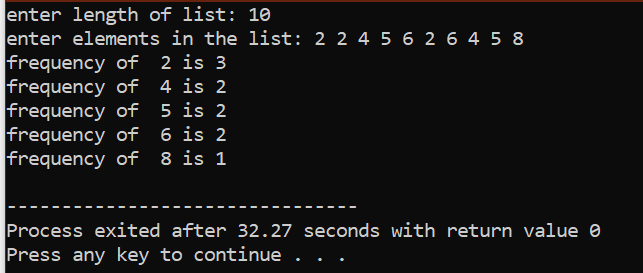 enter length of list: 10
enter elements in the list: 2 2 4 5 6 2 6 4 5 8
frequency of  2 is 3
frequency of  4 is 2
frequency of  5 is 2
frequency of  6 is 2
frequency of  8 is 1
--------------------------------
Process exited after 32.27 seconds with return value 0
Press any key to continue . . .